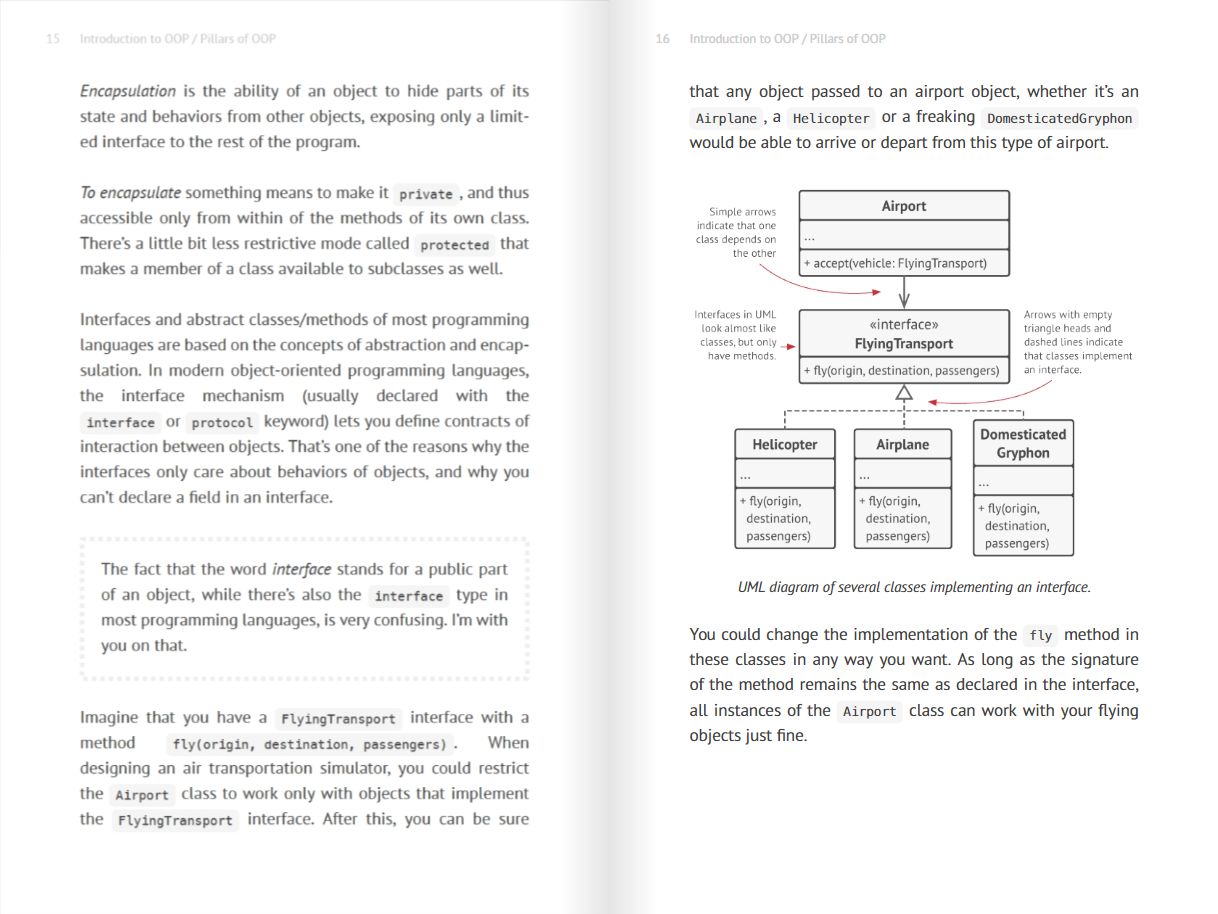 15 Introduction to OOP / Pillars of OOP
Encapsulation is the ability of an object to hide parts of its
state and behaviors from other objects, exposing only a limit-
ed interface to the rest of the program.
To encapsulate something means to make it private , and thus
accessible only from within of the methods of its own class.
There's a little bit less restrictive mode called protected that
makes a member of a class available to subclasses as well.
Interfaces and abstract classes/methods of most programming
languages are based on the concepts of abstraction and encap-
sulation. In modern object-oriented programming languages,
the interface mechanism (usually declared with the
interface or protocol keyword) lets you define contracts of
interaction between objects. That's one of the reasons why the
interfaces only care about behaviors of objects, and why you
can't declare a field in an interface.
The fact that the word interface stands for a public part
of an object, while there's also the interface type in
most programming languages, is very confusing. I'm with
you on that.
Imagine that you have a FlyingTransport interface with a
method fly(origin, destination, passengers) . When
designing an air transportation simulator, you could restrict
the Airport class to work only with objects that implement
the FlyingTransport interface. After this, you can be sure
16 Introduction to OOP / Pillars of OOP
that any object passed to an airport object, whether it's an
Airplane , a Helicopter or a freaking DomesticatedGryphon
would be able to arrive or depart from this type of airport.
Simple arrows
indicate that one
class depends on
the other
Airport
...
+ accept(vehicle: FlyingTransport)
Interfaces in UML
look almost like
classes, but only
have methods.
«interface»
FlyingTransport
+ fly(origin, destination, passengers)
Arrows with empty
triangle heads and
dashed lines indicate
that classes implement
an interface.
Helicopter
...
+ fly(origin,
destination,
passengers)
Airplane
...
+ fly(origin,
destination,
passengers)
Domesticated
Gryphon
...
+ fly(origin,
destination,
passengers)
UML diagram of several classes implementing an interface.
You could change the implementation of the fly method in
these classes in any way you want. As long as the signature
of the method remains the same as declared in the interface,
all instances of the Airport class can work with your flying
objects just fine.